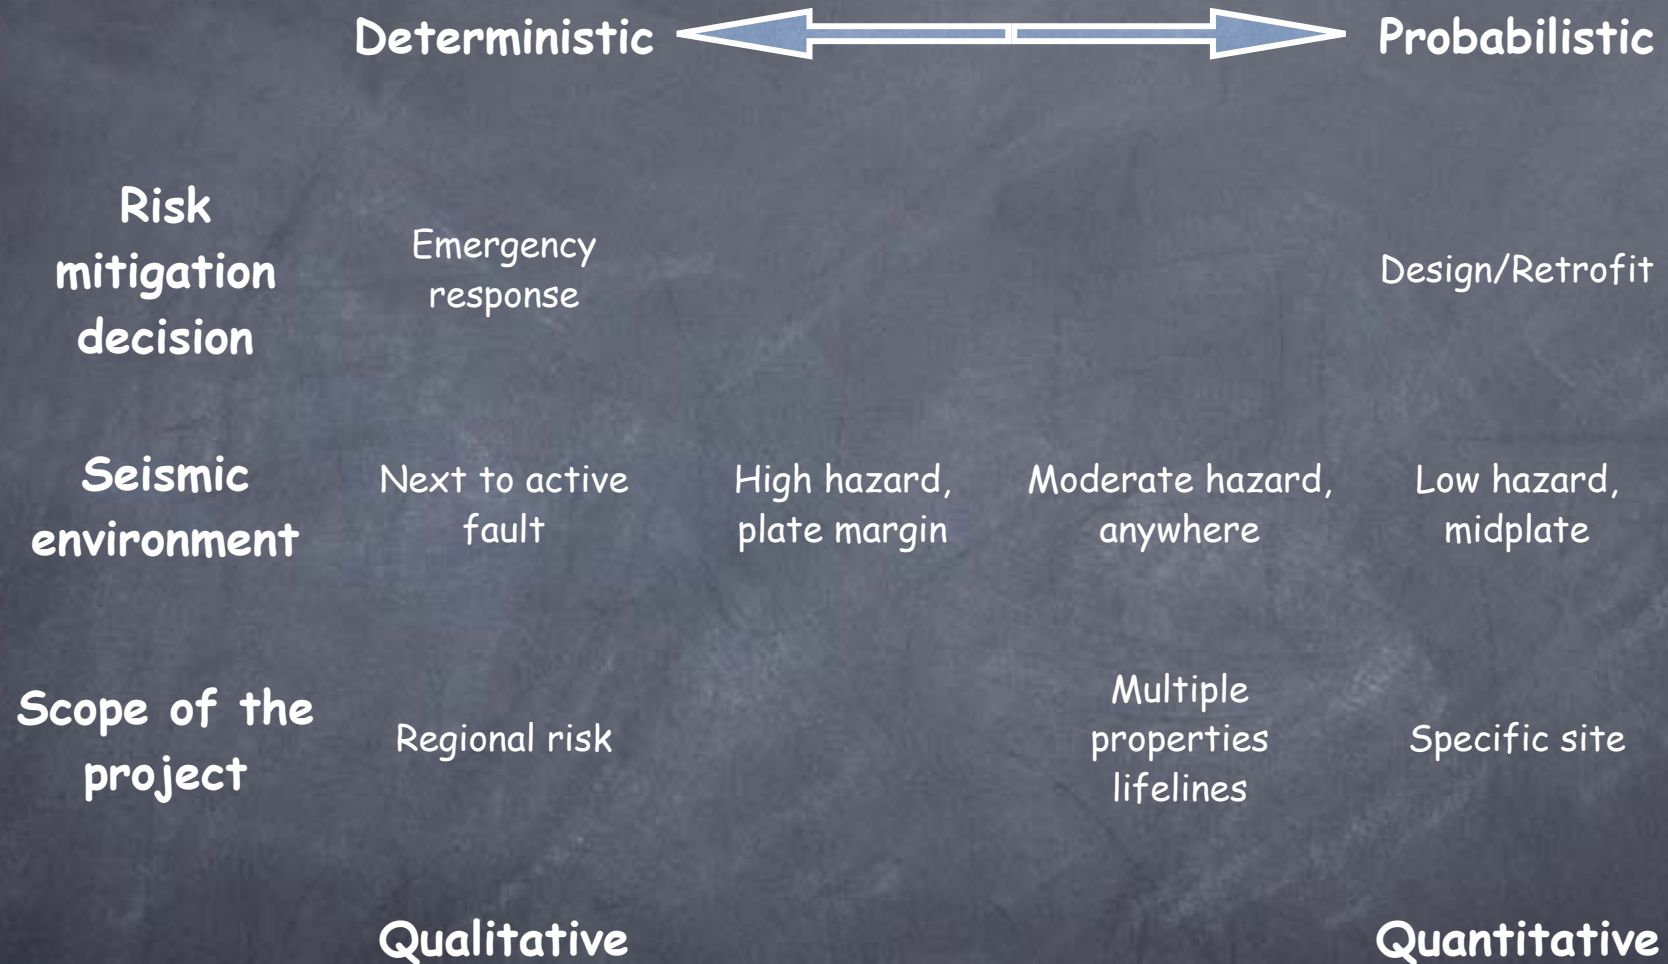 Deterministic Probabilistic
Risk
mitigation
decision
Emergency
response
Design/Retrofit
Seismic
environment
Next to active
fault
High hazard,
plate margin
Moderate hazard,
anywhere
Low hazard,
midplate
Scope of the
project
Regional risk
Multiple
properties
lifelines
Specific site
Qualitative Quantitative